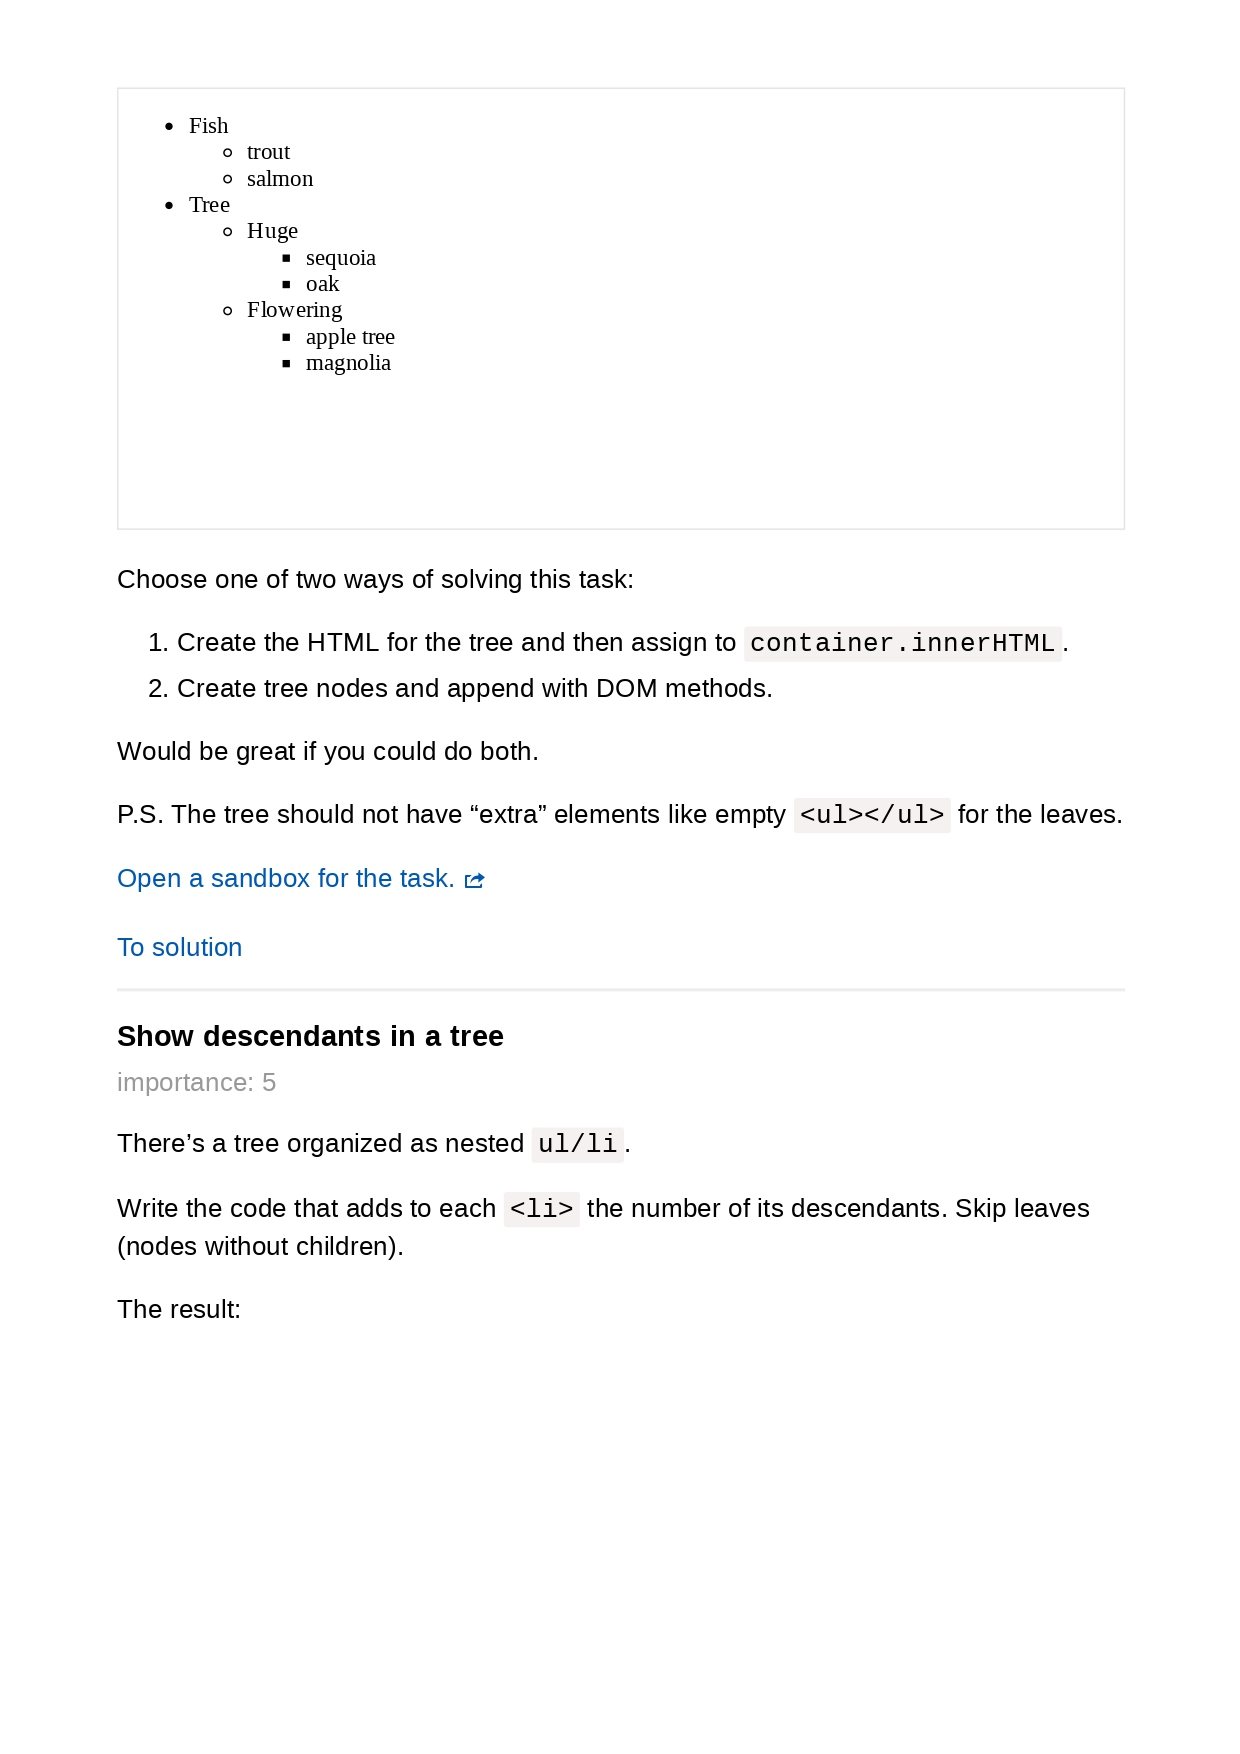 Fish
trout
salmon
Tree
Huge
sequoia
oak
Flowering
apple tree
magnolia
Choose one of two ways of solving this task:
1. Create the HTML for the tree and then assign to container.innerHTML.
2. Create tree nodes and append with DOM methods.
Would be great if you could do both.
P.S. The tree should not have “extra” elements like empty <ul></ul> for the leaves.
Open a sandbox for the task.
To solution
Show descendants in a tree
importance: 5
There’s a tree organized as nested ul/li.
Write the code that adds to each <li> the number of its descendants. Skip leaves
(nodes without children).
The result: